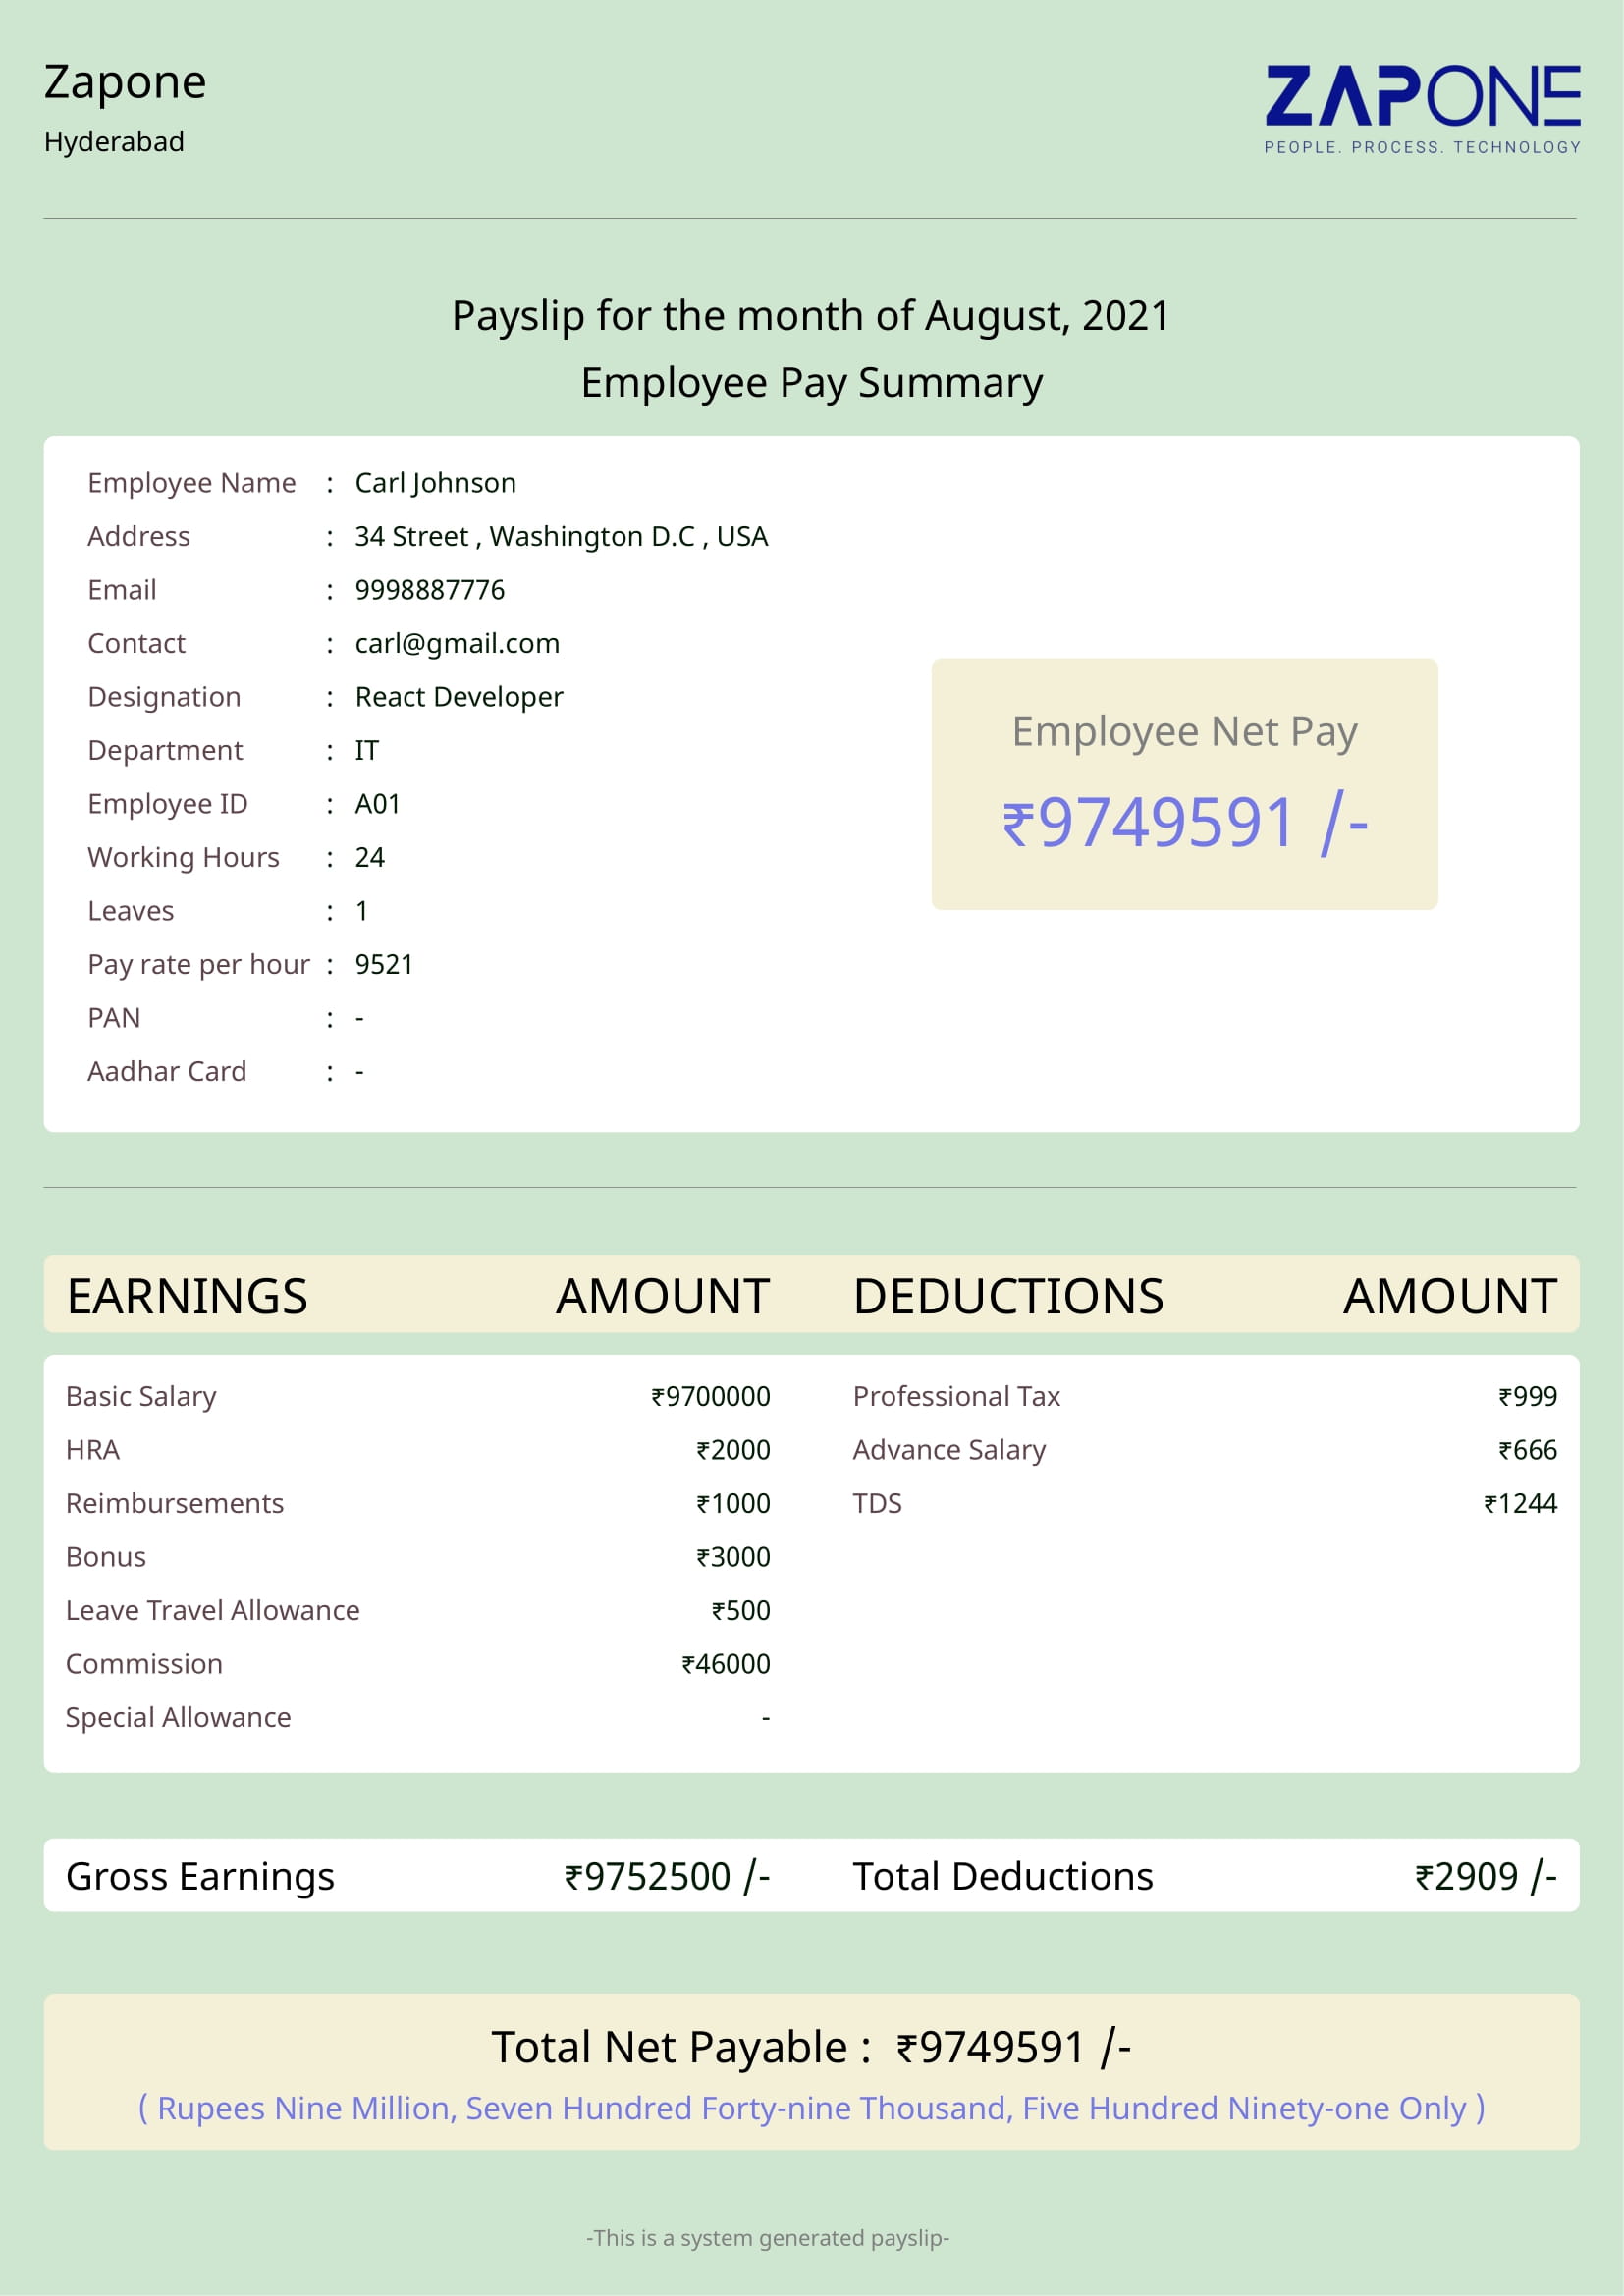 Zapone
Hyderabad
ZAPONE
PEOPLE. PROCESS. TECHNOLOGY
Payslip for the month of August, 2021
Employee Pay Summary
Employee Name : Carl Johnson
Address : 34 Street , Washington D.C , USA
Email : 9998887776
Contact : carl@gmail.com
Designation : React Developer
Department : IT
Employee ID : A01
Working Hours : 24
Leaves : 1
Pay rate per hour : 9521
PAN : -
Aadhar Card : -
Employee Net Pay
₹9749591 /-
EARNINGS AMOUNT DEDUCTIONS AMOUNT
Basic Salary ₹9700000 Professional Tax ₹999
HRA ₹2000 Advance Salary ₹666
Reimbursements ₹1000 TDS ₹1244
Bonus ₹3000
Leave Travel Allowance ₹500
Commission ₹46000
Special Allowance -
Gross Earnings ₹9752500 /- Total Deductions ₹2909 /-
Total Net Payable : ₹9749591 /-
( Rupees Nine Million, Seven Hundred Forty-nine Thousand, Five Hundred Ninety-one Only )
-This is a system generated payslip-